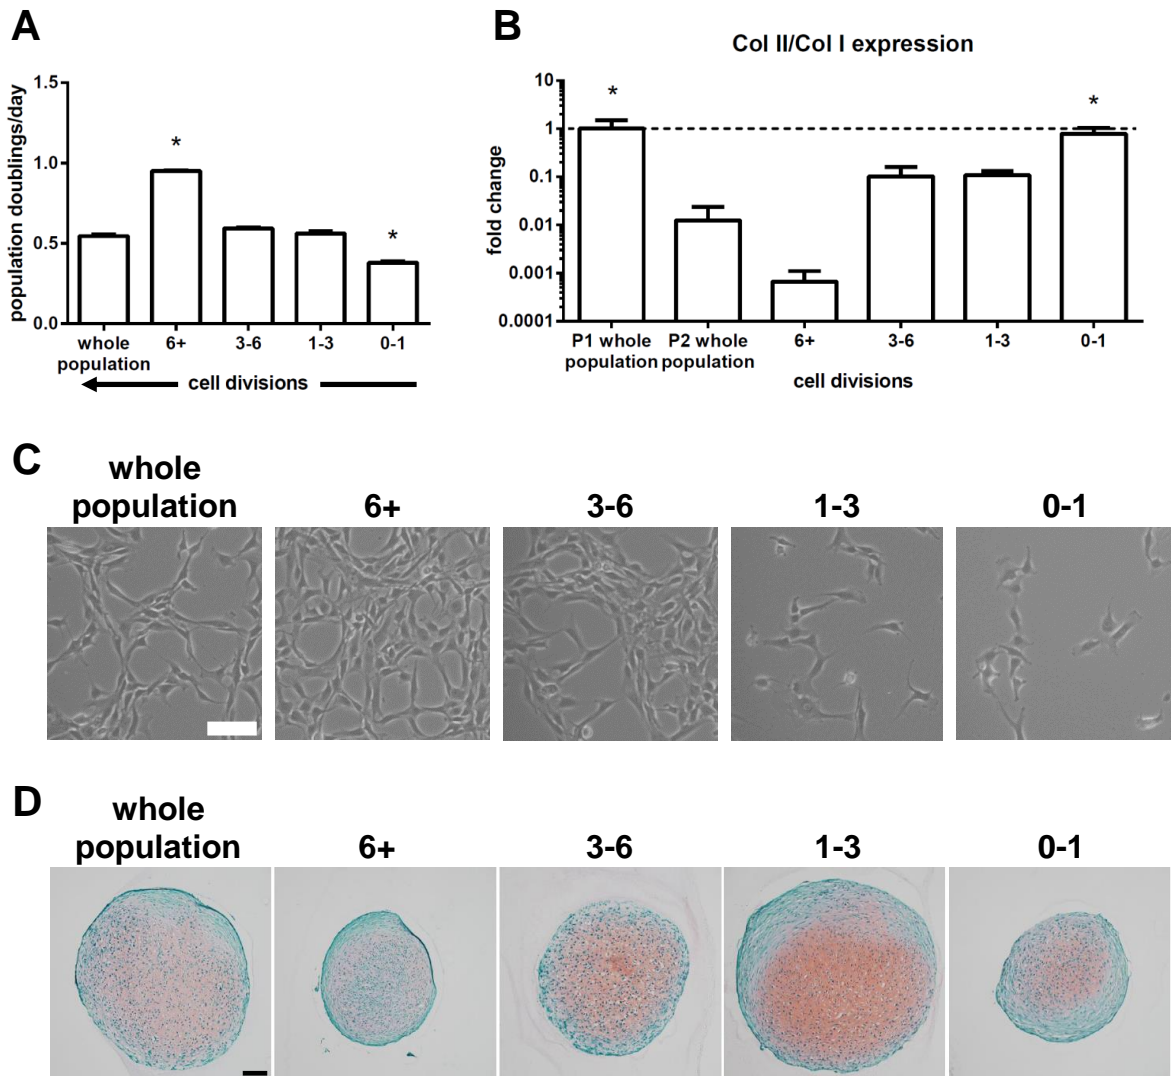 A
population doublings/day
1.5
1.0
0.5
0.0
*
*
whole
population
6+
3-6
1-3
0-1
cell divisions
B
Col II/Col I expression
fold change
10
1
0.1
0.01
0.001
0.0001
*
*
P1 whole
population
P2 whole
population
6+
3-6
1-3
0-1
cell divisions
C
whole
population
6+
3-6
1-3
0-1
D
whole
population
6+
3-6
1-3
0-1